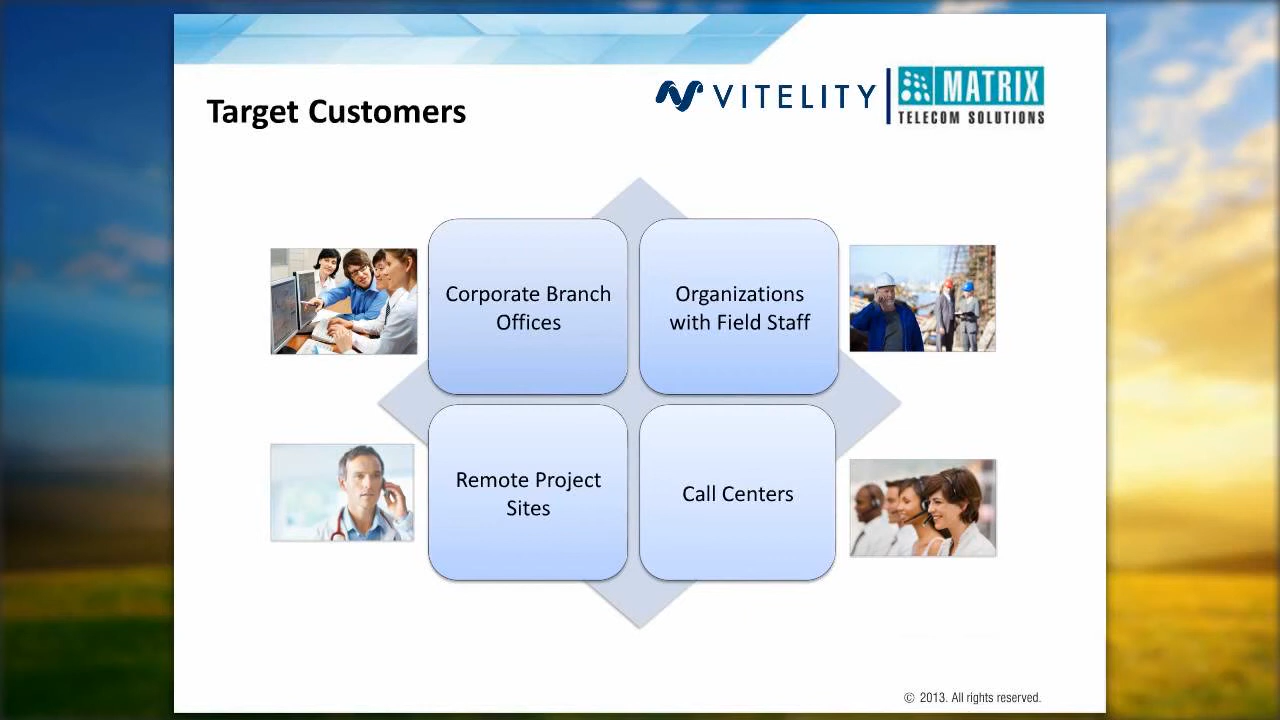 Target Customers
VITELITY
MATRIX
TELECOM SOLUTIONS
Corporate Branch
Offices
Organizations
with Field Staff
Remote Project
Sites
Call Centers
© 2013. All rights reserved.